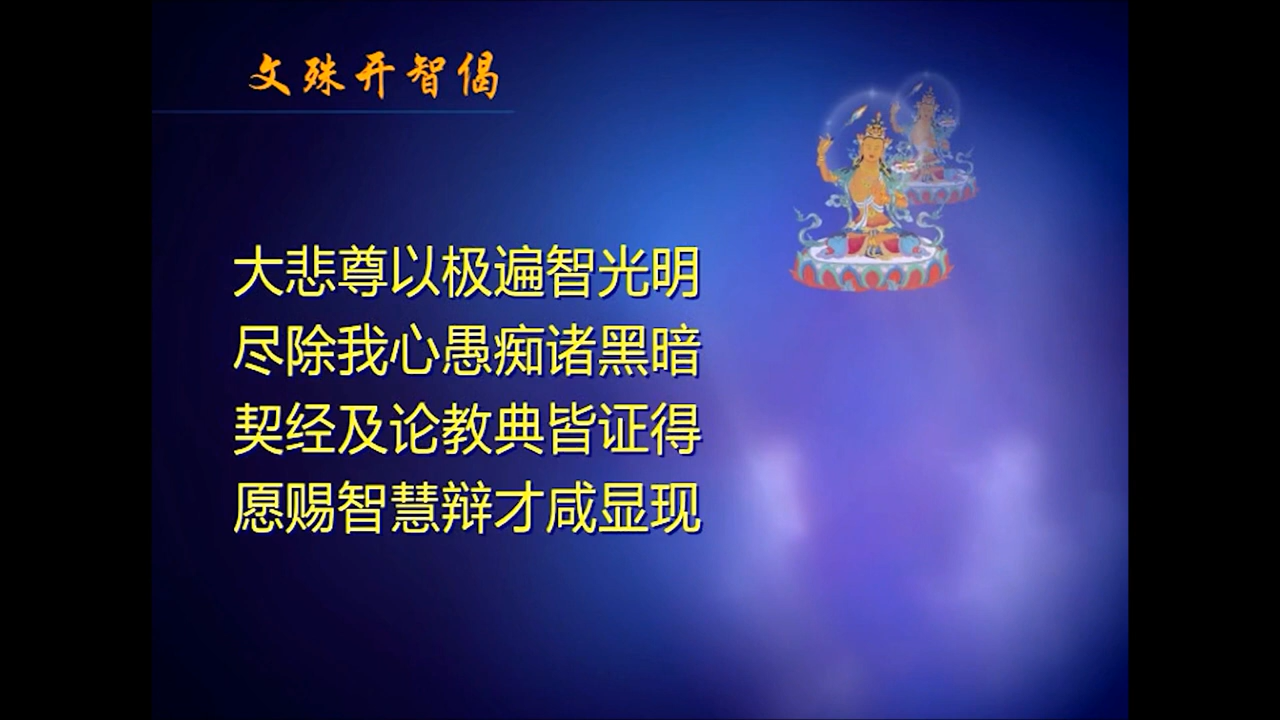 文殊开智偈
大悲尊以极遍智光明
尽除我心愚痴诸黑暗
契经及论教典皆证得
愿赐智慧辩才咸显现